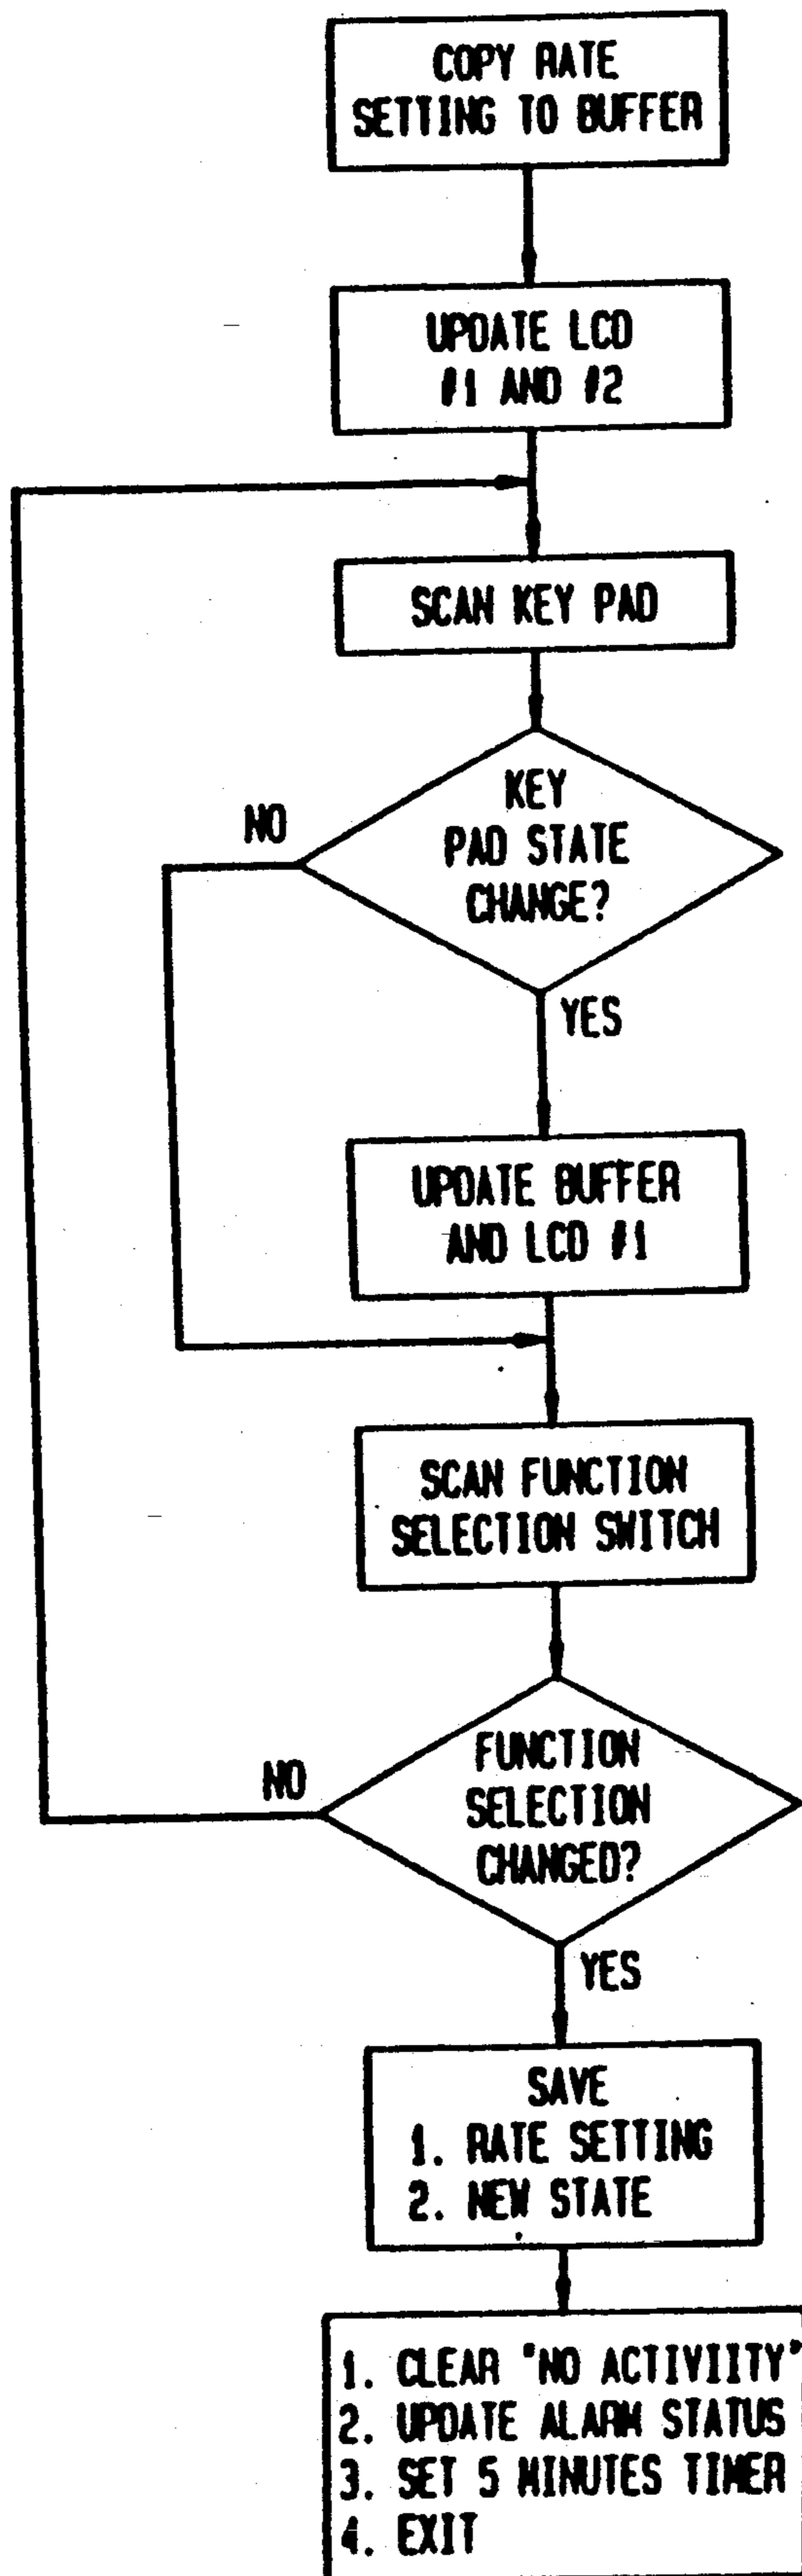 COPY RATE
SETTING TO BUFFER
UPDATE LCD
#1 AND #2
SCAN KEY PAD
KEY
PAD STATE
CHANGE?
NO
YES
UPDATE BUFFER
AND LCD #1
SCAN FUNCTION
SELECTION SWITCH
FUNCTION
SELECTION
CHANGED?
NO
YES
SAVE
1. RATE SETTING
2. NEW STATE
1. CLEAR "NO ACTIVIITY"
2. UPDATE ALARM STATUS
3. SET 5 MINUTES TIMER
4. EXIT